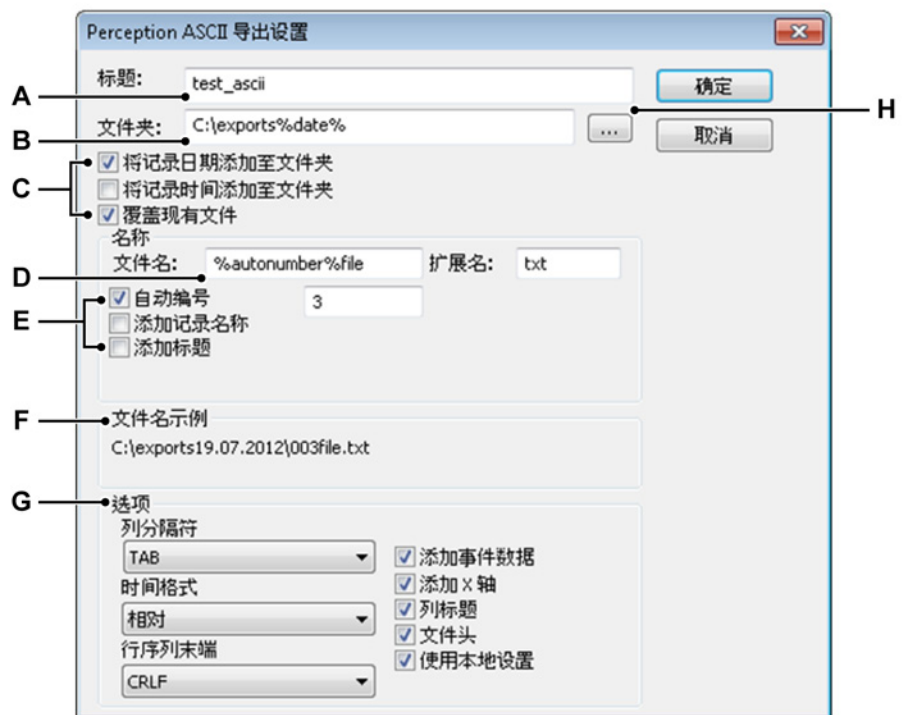 Perception ASCII 导出设置
标题: test_ascii 确定
A
H
文件夹: C:\exports%date% ... 取消
B
将记录日期添加至文件夹
C 将记录时间添加至文件夹
覆盖现有文件
名称
文件名: %autonumber%file 扩展名: txt
D
自动编号 3
E 添加记录名称
添加标题
F 文件名示例
C:\exports19.07.2012\003file.txt
G 选项
列分隔符
TAB 添加事件数据
时间格式 添加 X 轴
相对 列标题
行序列末端 文件头
CRLF 使用本地设置